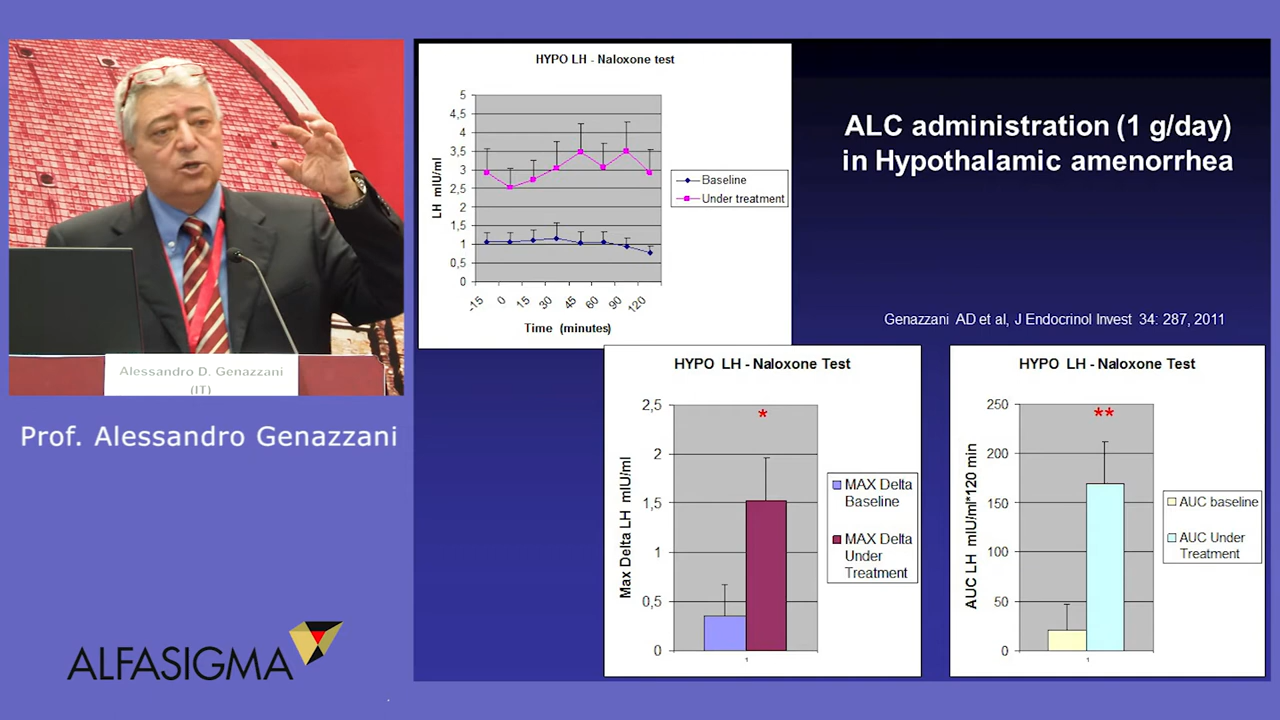 HYPO LH - Naloxone test
5
4,5
4
3,5
3
2,5
2
1,5
1
0,5
0
LH mIU/ml
-15 0 15 30 45 60 90 120
Time (minutes)
Baseline
Under treatment
ALC administration (1 g/day)
in Hypothalamic amenorrhea
Genazzani AD et al, J Endocrinol Invest 34: 287, 2011
Alessandro D. Genazzani
(IT)
Prof. Alessandro Genazzani
ALFASIGMA
HYPO LH - Naloxone Test
2,5
2
1,5
1
0,5
0
Max Delta LH mIU/ml
*
1
MAX Delta
Baseline
MAX Delta
Under
Treatment
HYPO LH - Naloxone Test
250
200
150
100
50
0
AUC LH mIU/ml*120 min
**
1
AUC baseline
AUC Under
Treatment